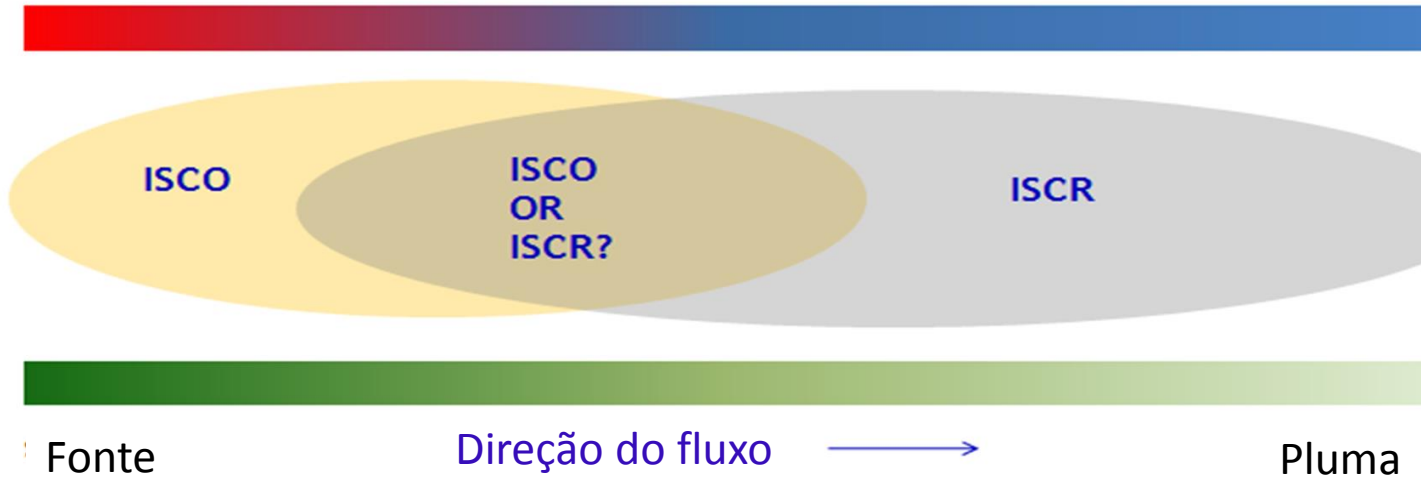 ISCO
ISCO
OR
ISCR?
ISCR
Fonte
Direção do fluxo
Pluma